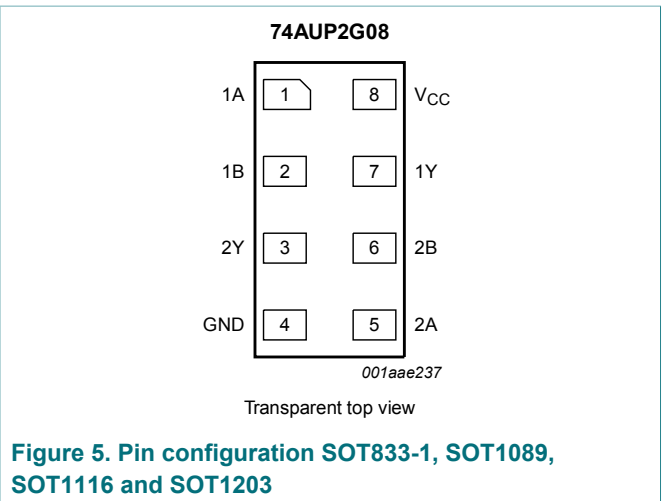 74AUP2G08
1A 1 8 VCC
1B 2 7 1Y
2Y 3 6 2B
GND 4 5 2A
001aae237
Transparent top view
Figure 5. Pin configuration SOT833-1, SOT1089,
SOT1116 and SOT1203